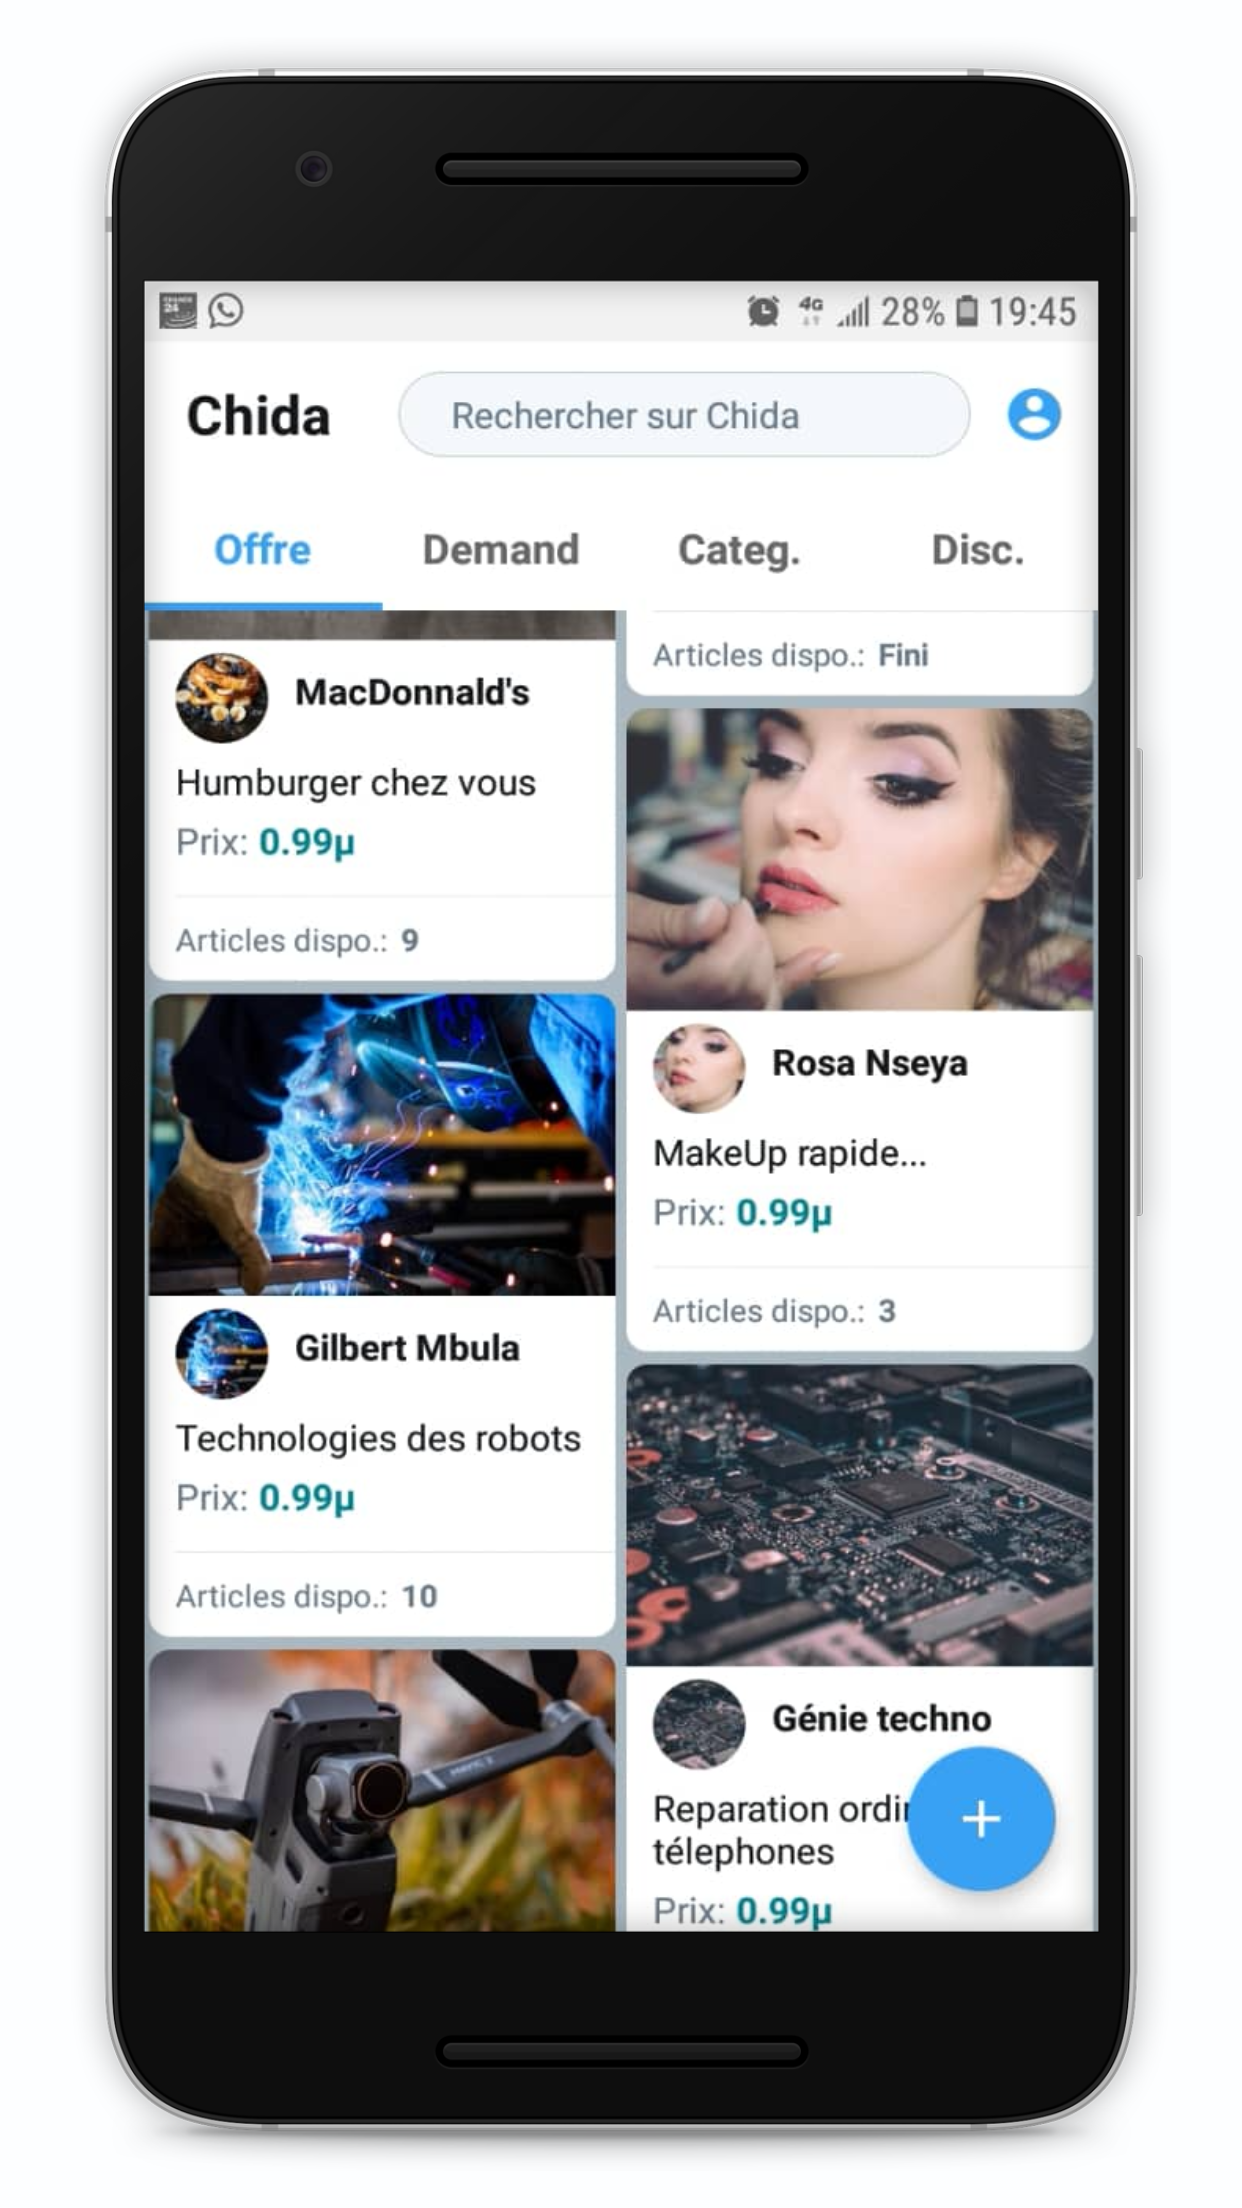 4G 28% 19:45
Chida
Rechercher sur Chida
Offre Demand Categ. Disc.
MacDonnald's
Humburger chez vous
Prix: 0.99µ
Articles dispo.: 9
Gilbert Mbula
Technologies des robots
Prix: 0.99µ
Articles dispo.: 10
Articles dispo.: Fini
Rosa Nseya
MakeUp rapide...
Prix: 0.99µ
Articles dispo.: 3
Génie techno
Reparation
télephones
Prix: 0.99µ